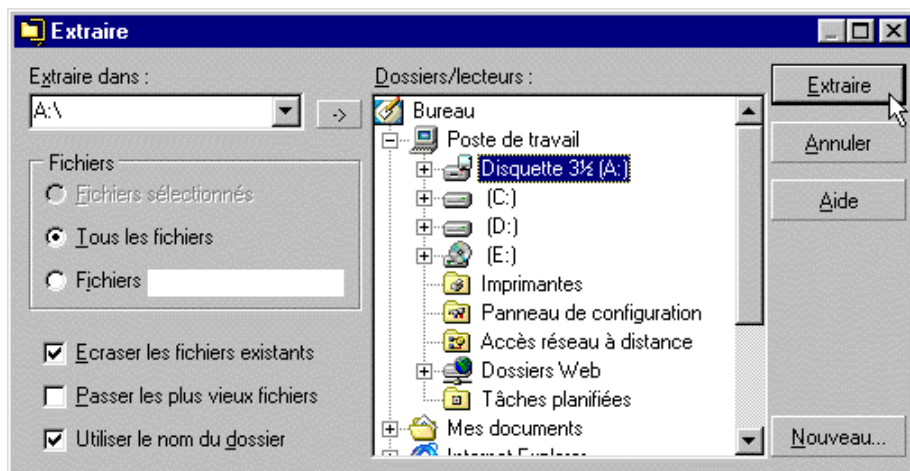 Extraire
Extraire dans :
A:\
->
Fichiers
Fichiers sélectionnés
Tous les fichiers
Fichiers
Ecraser les fichiers existants
Passer les plus vieux fichiers
Utiliser le nom du dossier
Dossiers/lecteurs :
Bureau
Poste de travail
Disquette 3½ (A:)
(C:)
(D:)
(E:)
Imprimantes
Panneau de configuration
Accès réseau à distance
Dossiers Web
Tâches planifiées
Mes documents
Internet Explorer
Extraire
Annuler
Aide
Nouveau...